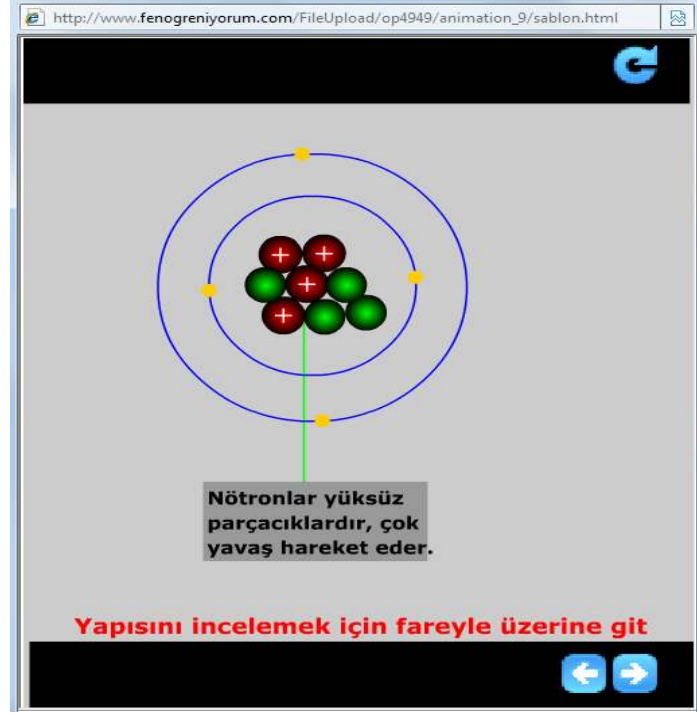 http://www.fenogreniyorum.com/FileUpload/op4949/animation_9/sablon.html
+ +
+
+
Nötronlar yüksüz
parçacıklardır, çok
yavaş hareket eder.
Yapısını incelemek için fareyle üzerine git